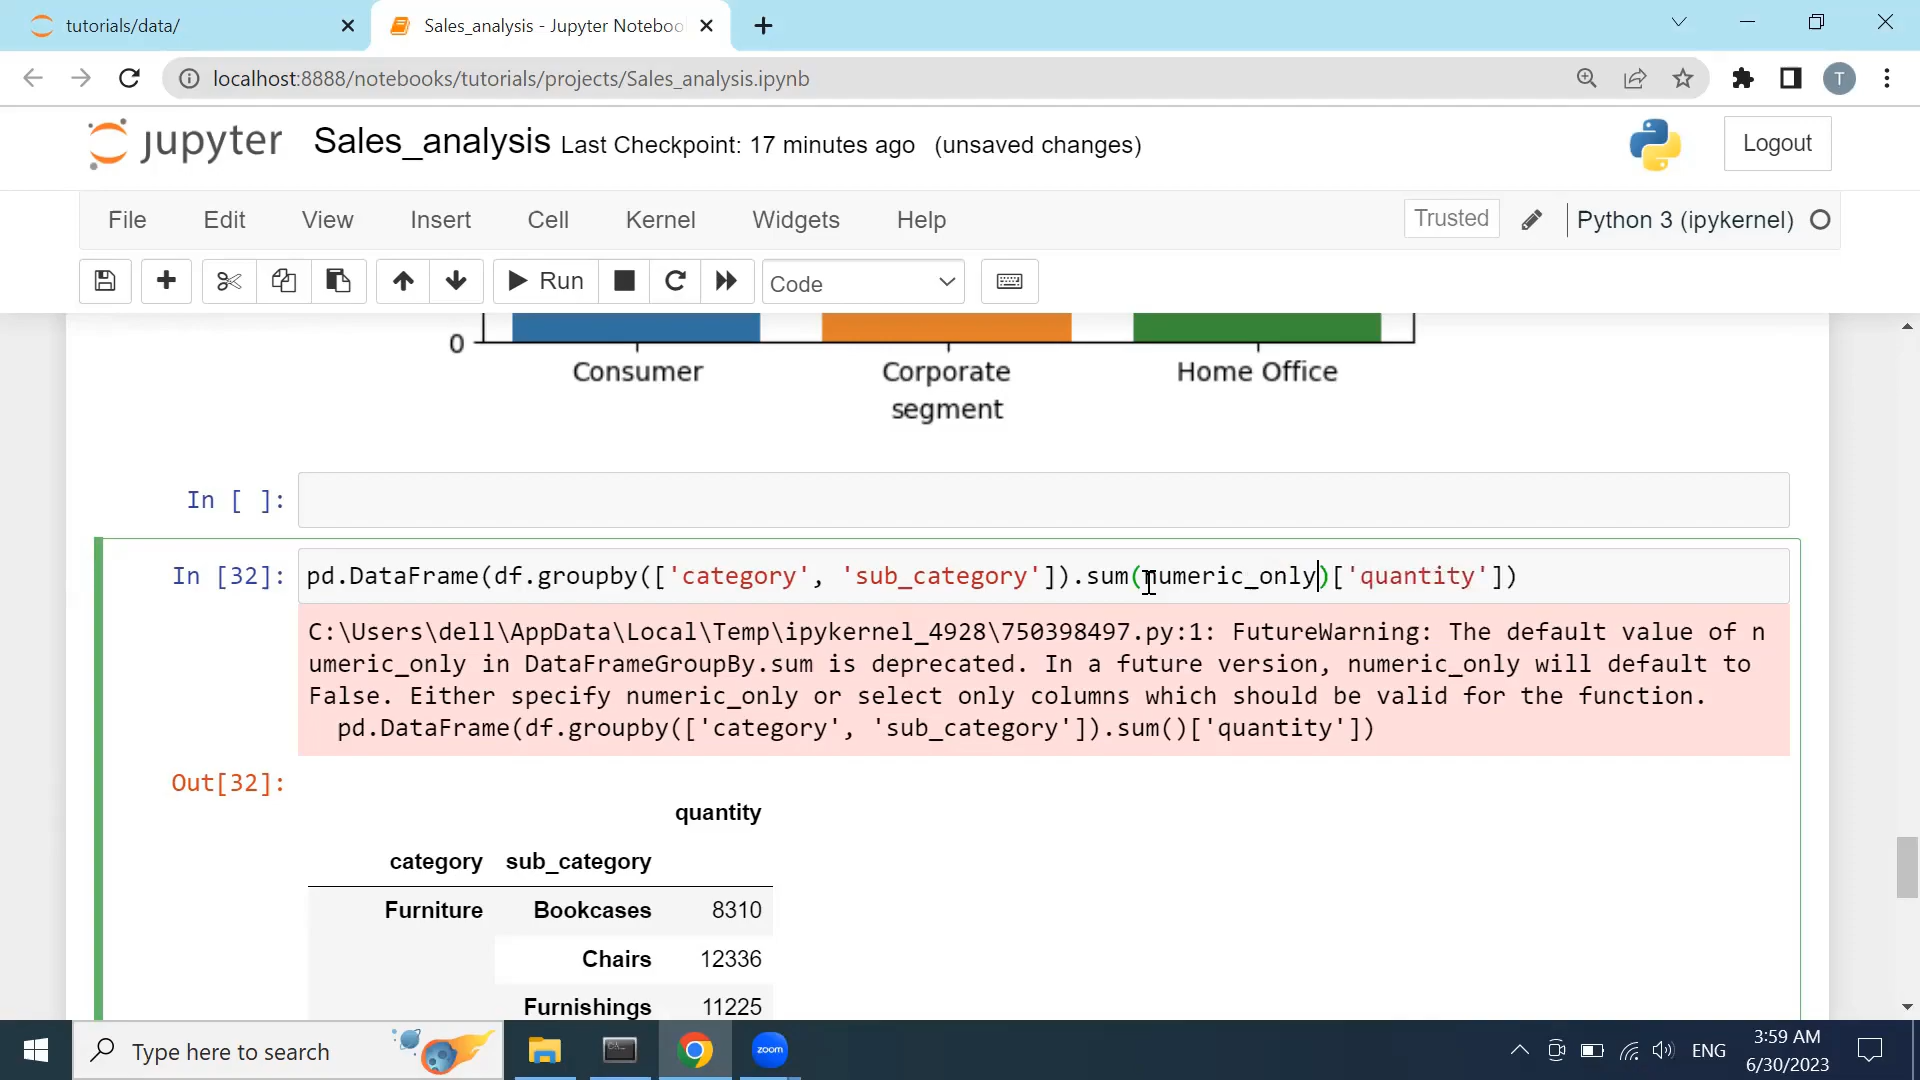 tutorials/data/
Sales_analysis - Jupyter Noteboo
localhost:8888/notebooks/tutorials/projects/Sales_analysis.ipynb
T
jupyter Sales_analysis Last Checkpoint: 17 minutes ago (unsaved changes)
Logout
File Edit View Insert Cell Kernel Widgets Help
Trusted Python 3 (ipykernel)
Run Code
0
Consumer Corporate Home Office
segment
In [ ]:
In [32]: pd.DataFrame(df.groupby(['category', 'sub_category']).sum(numeric_only)['quantity'])
C:\Users\dell\AppData\Local\Temp\ipykernel_4928\750398497.py:1: FutureWarning: The default value of n
umeric_only in DataFrameGroupBy.sum is deprecated. In a future version, numeric_only will default to
False. Either specify numeric_only or select only columns which should be valid for the function.
pd.DataFrame(df.groupby(['category', 'sub_category']).sum()['quantity'])
Out[32]:
quantity
category sub_category
Furniture Bookcases 8310
Chairs 12336
Furnishings 11225
Type here to search
zoom
ENG
3:59 AM
6/30/2023